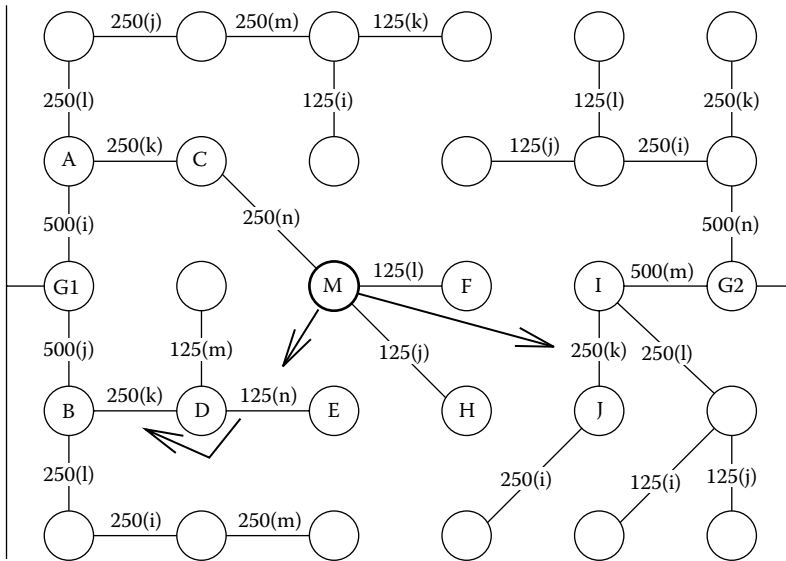 250(j) 250(m) 125(k)
250(l) 125(i) 125(l) 250(k)
A 250(k) C 125(j) 250(i)
500(i) 250(n) 500(n)
G1 M 125(l) F I 500(m) G2
500(j) 125(m) 125(j) 250(k) 250(l)
B 250(k) D 125(n) E H J
250(l) 250(i) 125(i) 125(j)
250(i) 250(m)